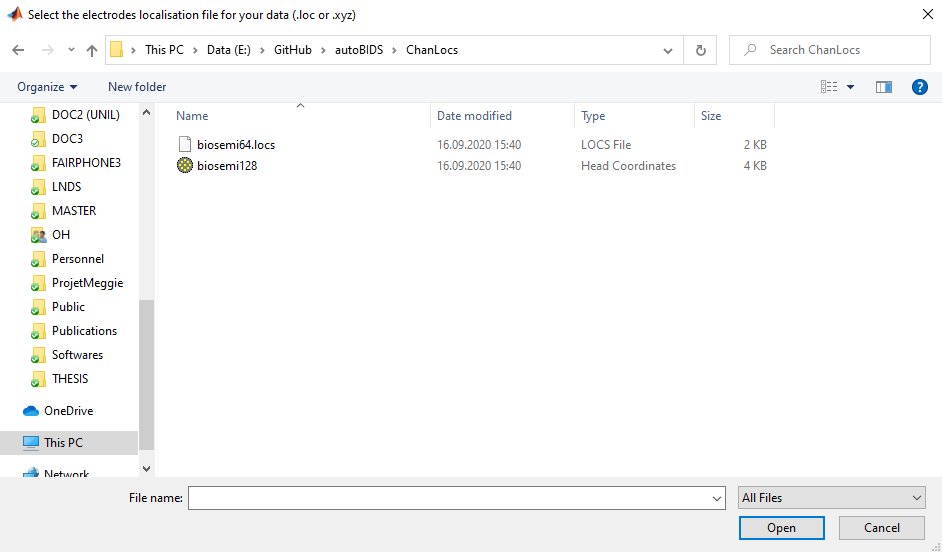 Select the electrodes localisation file for your data (.loc or .xyz)
This PC > Data (E:) > GitHub > autoBIDS > ChanLocs
Search ChanLocs
Organize
New folder
?
DOC2 (UNIL)
DOC3
FAIRPHONE3
LNDS
MASTER
OH
Personnel
ProjetMeggie
Public
Publications
Softwares
THESIS
OneDrive
This PC
Network
Name Date modified Type Size
biosemi64.locs 16.09.2020 15:40 LOCS File 2 KB
biosemi128 16.09.2020 15:40 Head Coordinates 4 KB
File name:
All Files
Open
Cancel